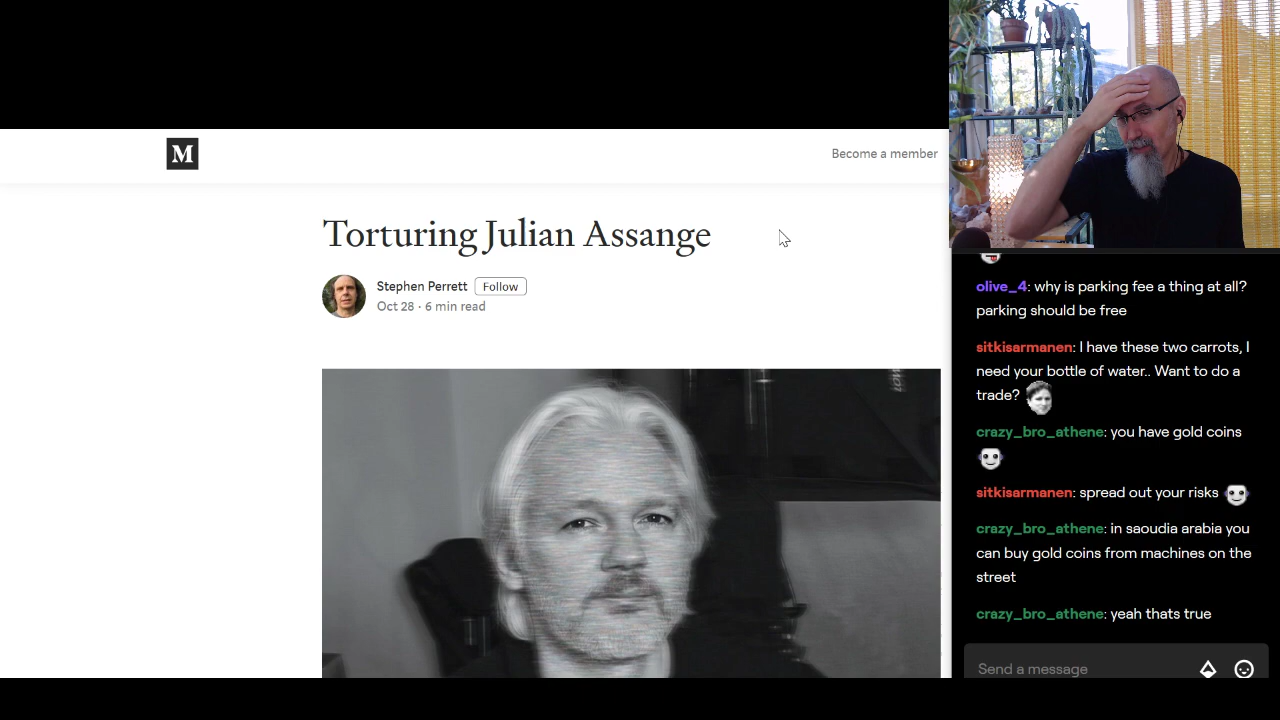 M
Become a member
Torturing Julian Assange
Stephen Perrett Follow
Oct 28 · 6 min read
olive_4: why is parking fee a thing at all?
parking should be free
sitkisarmanen: I have these two carrots, I
need your bottle of water.. Want to do a
trade?
crazy_bro_athene: you have gold coins
sitkisarmanen: spread out your risks
crazy_bro_athene: in saoudia arabia you
can buy gold coins from machines on the
street
crazy_bro_athene: yeah thats true
Send a message